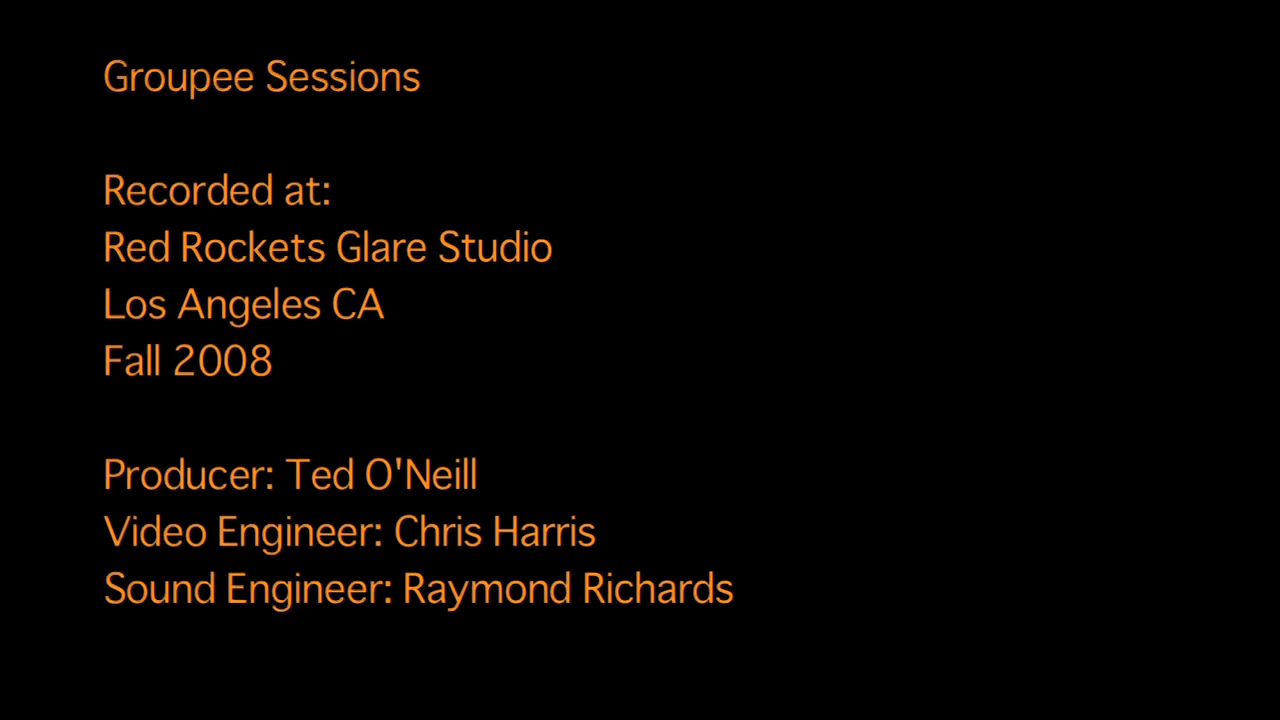 Groupee Sessions
Recorded at:
Red Rockets Glare Studio
Los Angeles CA
Fall 2008
Producer: Ted O'Neill
Video Engineer: Chris Harris
Sound Engineer: Raymond Richards